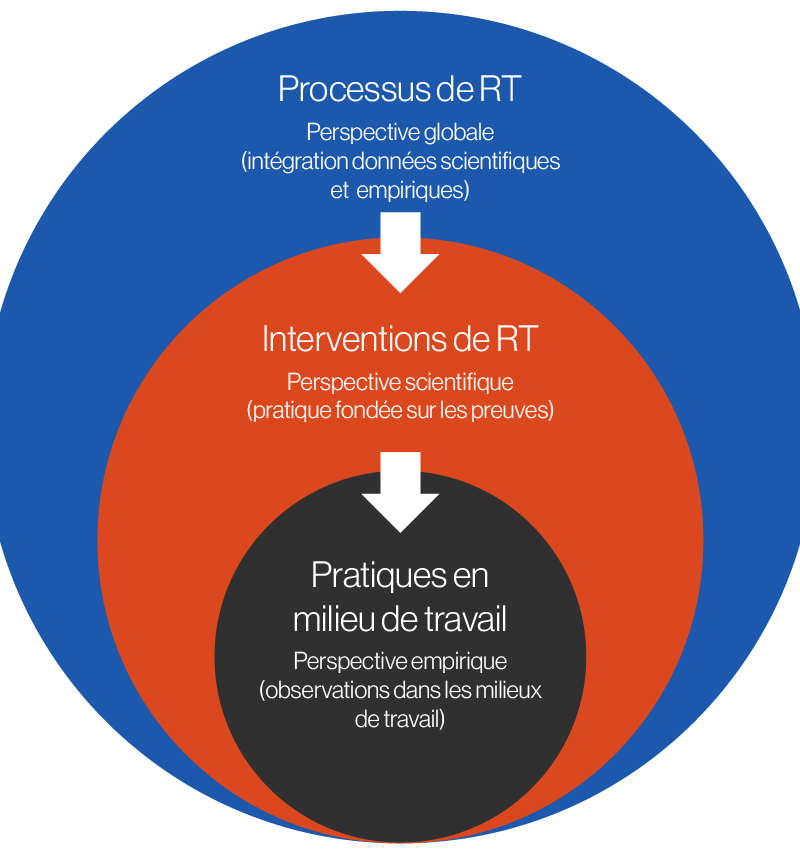 Processus de RT
Perspective globale
(intégration données scientifiques
et empiriques)
Interventions de RT
Perspective scientifique
(pratique fondée sur les preuves)
Pratiques en
milieu de travail
Perspective empirique
(observations dans les milieux
de travail)